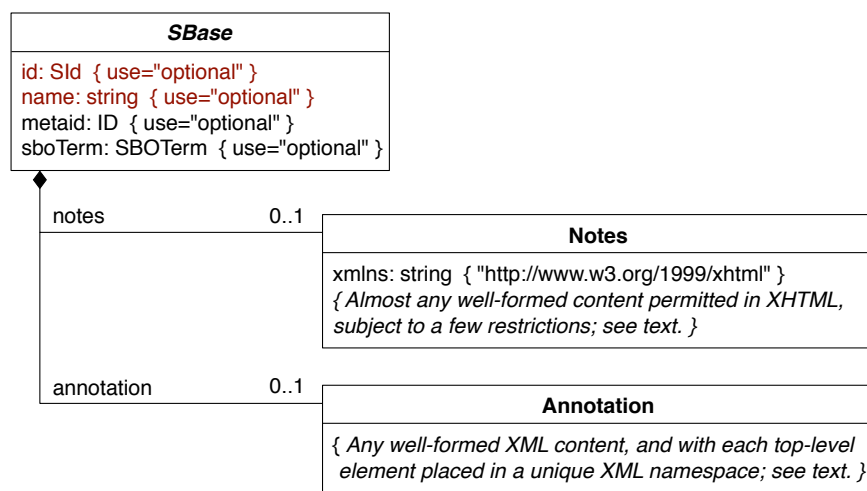 SBase
id: SId { use="optional" }
name: string { use="optional" }
metaid: ID { use="optional" }
sboTerm: SBOTerm { use="optional" }
notes 0..1
Notes
xmlns: string { "http://www.w3.org/1999/xhtml" }
{ Almost any well-formed content permitted in XHTML,
subject to a few restrictions; see text. }
annotation 0..1
Annotation
{ Any well-formed XML content, and with each top-level
element placed in a unique XML namespace; see text. }